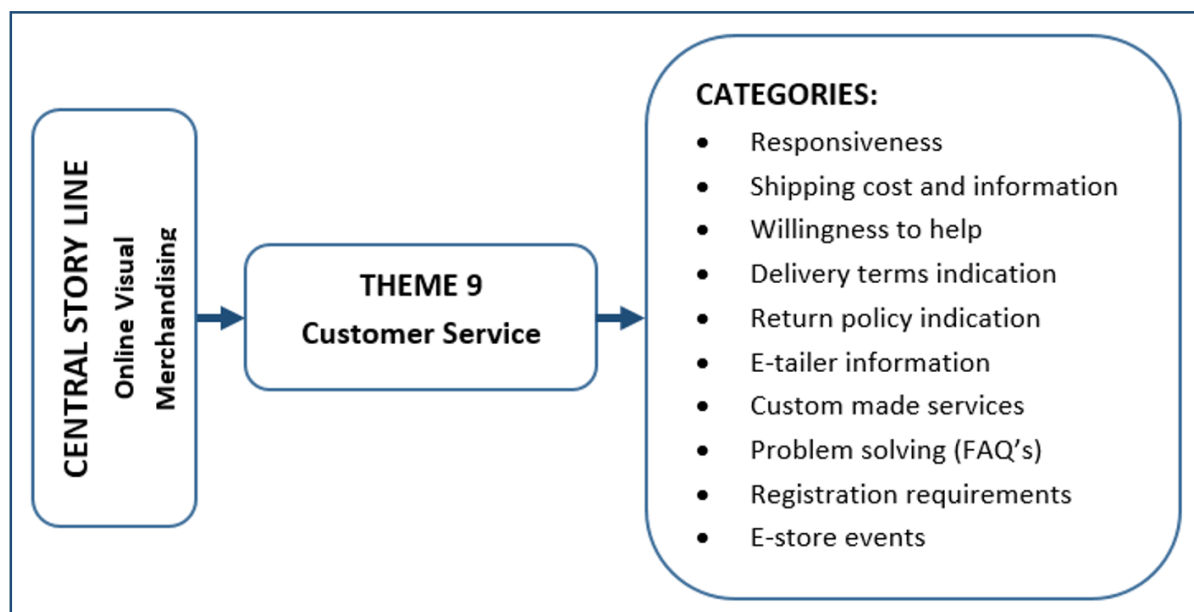 CENTRAL STORY LINE
Online Visual
Merchandising
THEME 9
Customer Service
CATEGORIES:
• Responsiveness
• Shipping cost and information
• Willingness to help
• Delivery terms indication
• Return policy indication
• E-tailer information
• Custom made services
• Problem solving (FAQ’s)
• Registration requirements
• E-store events